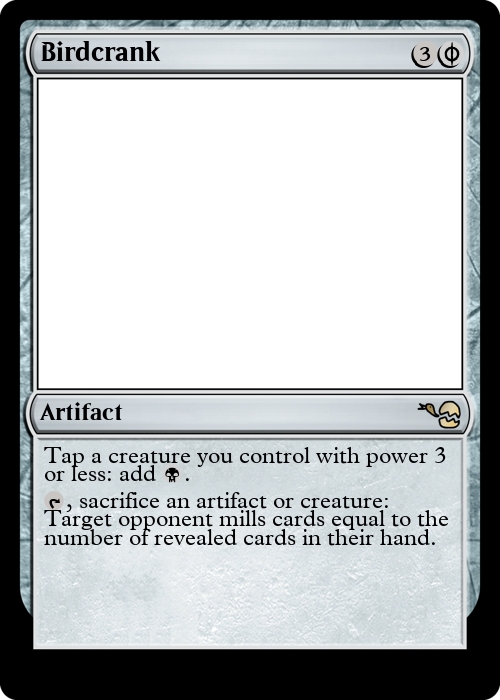 Birdcrank 3
Artifact
Tap a creature you control with power 3
or less: add .
, sacrifice an artifact or creature:
Target opponent mills cards equal to the
number of revealed cards in their hand.